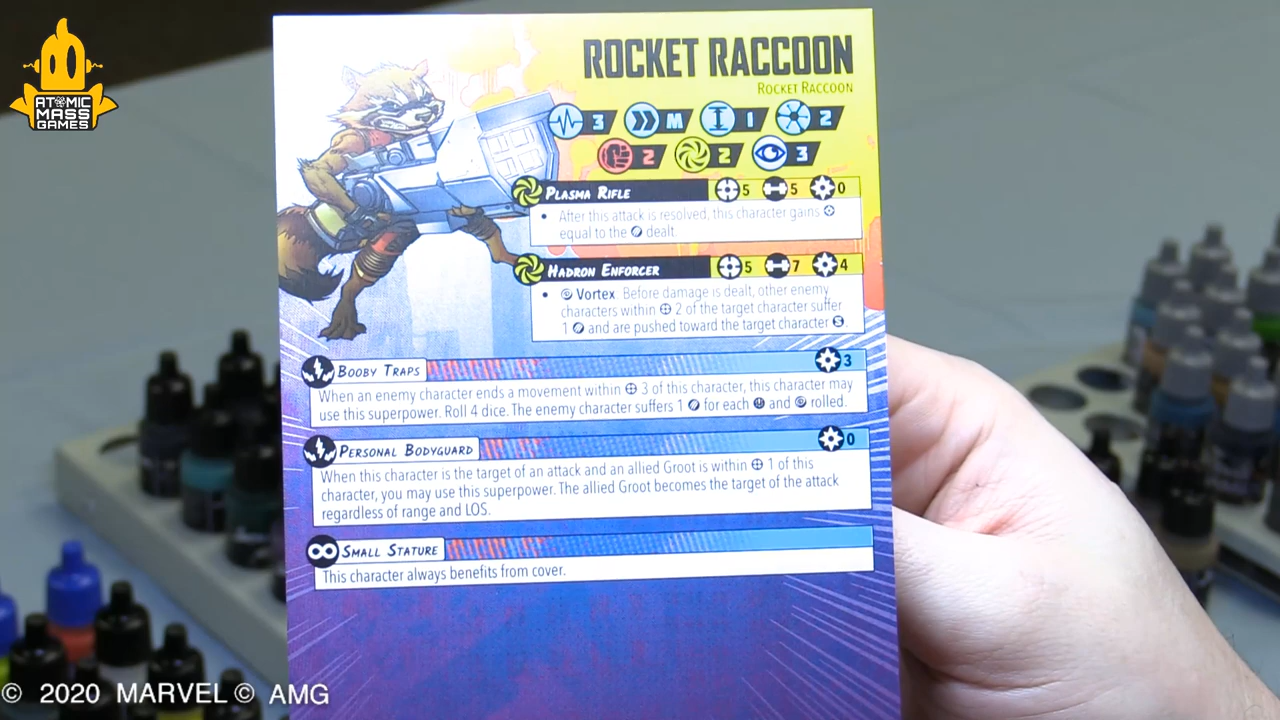 ATOMIC
MASS
GAMES
ROCKET RACCOON
ROCKET RACCOON
3 M 1 2
2 2 3
PLASMA RIFLE 5 5 0
• After this attack is resolved, this character gains
equal to the dealt.
HADRON ENFORCER 5 7 4
• Vortex. Before damage is dealt, other enemy
characters within 2 of the target character suffer
1 and are pushed toward the target character S.
BOOBY TRAPS 3
When an enemy character ends a movement within 3 of this character, this character may
use this superpower. Roll 4 dice. The enemy character suffers 1 for each and rolled.
PERSONAL BODYGUARD 0
When this character is the target of an attack and an allied Groot is within 1 of this
character, you may use this superpower. The allied Groot becomes the target of the attack
regardless of range and LOS.
SMALL STATURE
This character always benefits from cover.
© 2020 MARVEL © AMG